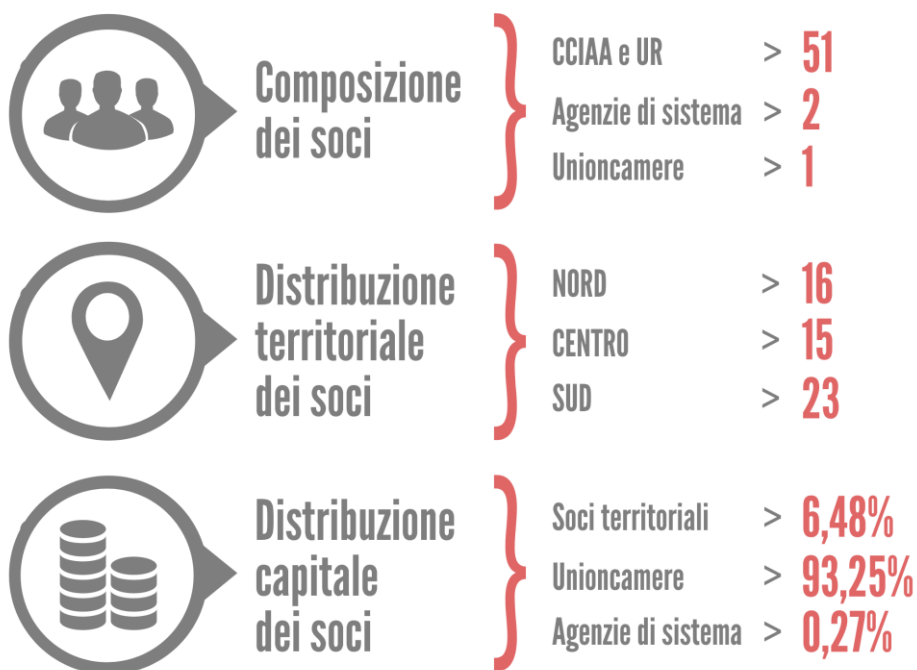 Composizione
dei soci
CCIAA e UR > 51
Agenzie di sistema > 2
Unioncamere > 1
Distribuzione
territoriale
dei soci
NORD > 16
CENTRO > 15
SUD > 23
Distribuzione
capitale
dei soci
Soci territoriali > 6,48%
Unioncamere > 93,25%
Agenzie di sistema > 0,27%